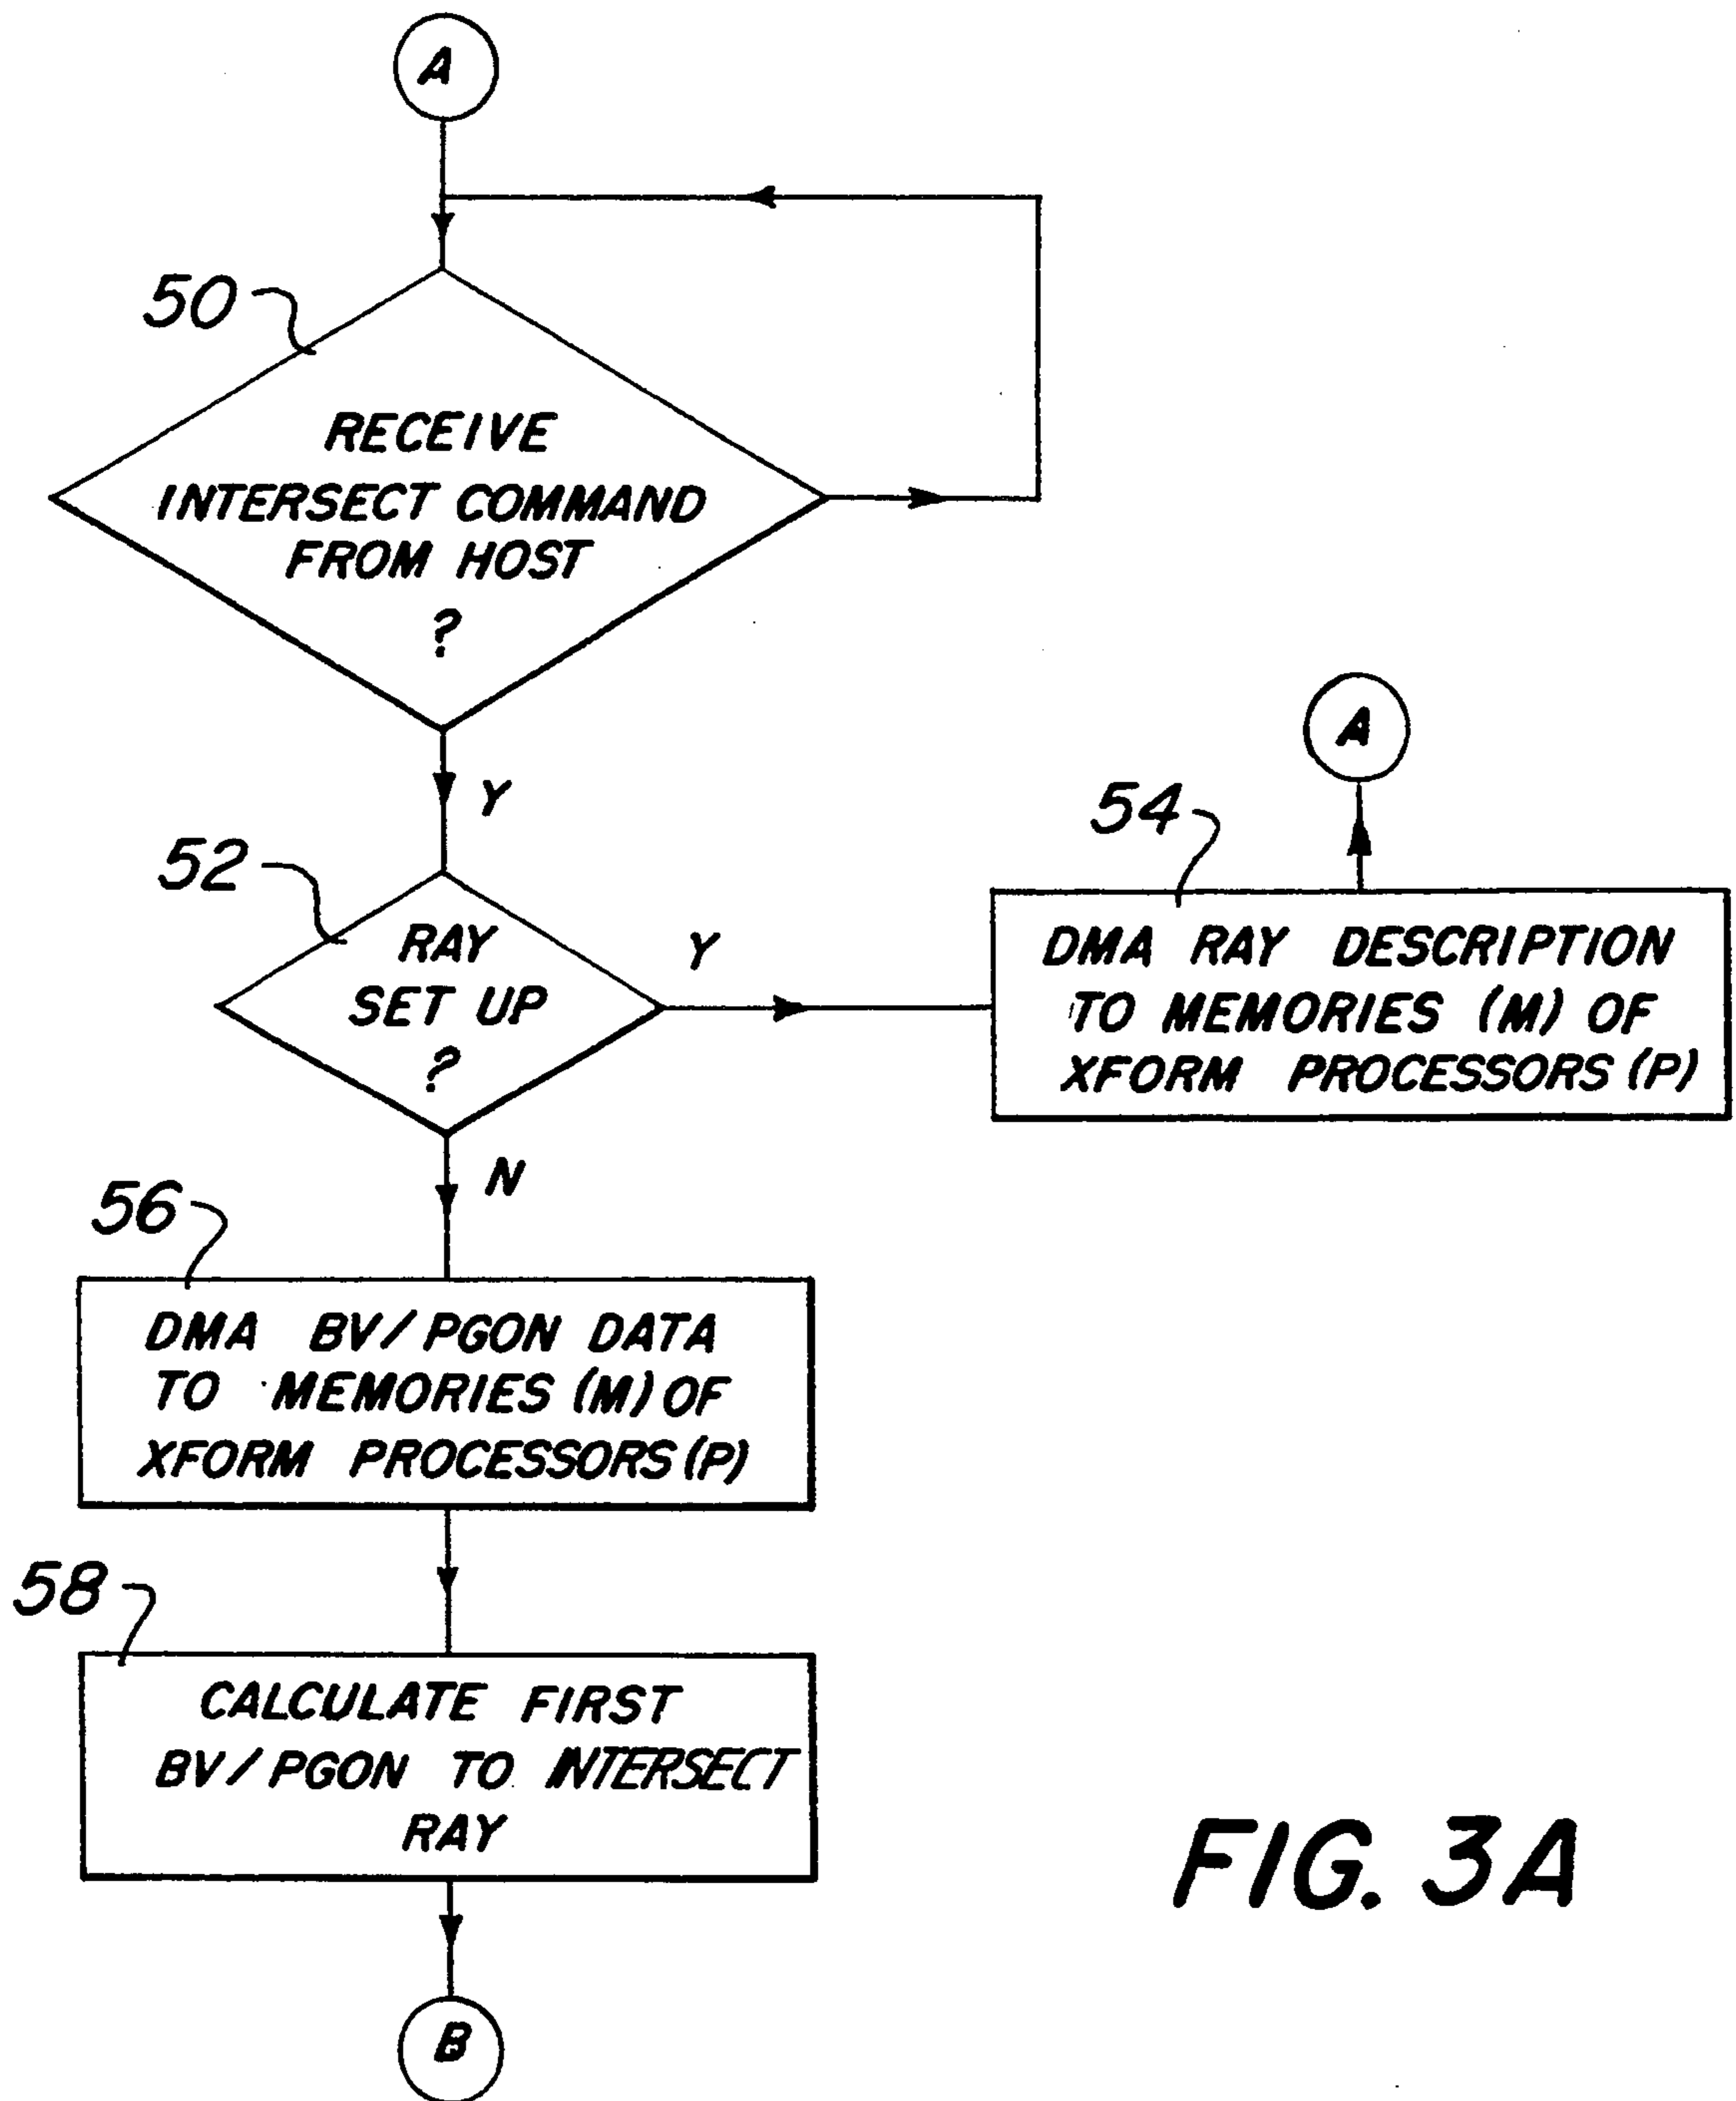 A
50
RECEIVE
INTERSECT COMMAND
FROM HOST
?
Y
52
RAY
SET UP
?
Y
N
A
54
DMA RAY DESCRIPTION
TO MEMORIES (M) OF
XFORM PROCESSORS (P)
56
DMA BV/PGON DATA
TO MEMORIES (M) OF
XFORM PROCESSORS (P)
58
CALCULATE FIRST
BV/PGON TO INTERSECT
RAY
B
FIG. 3A